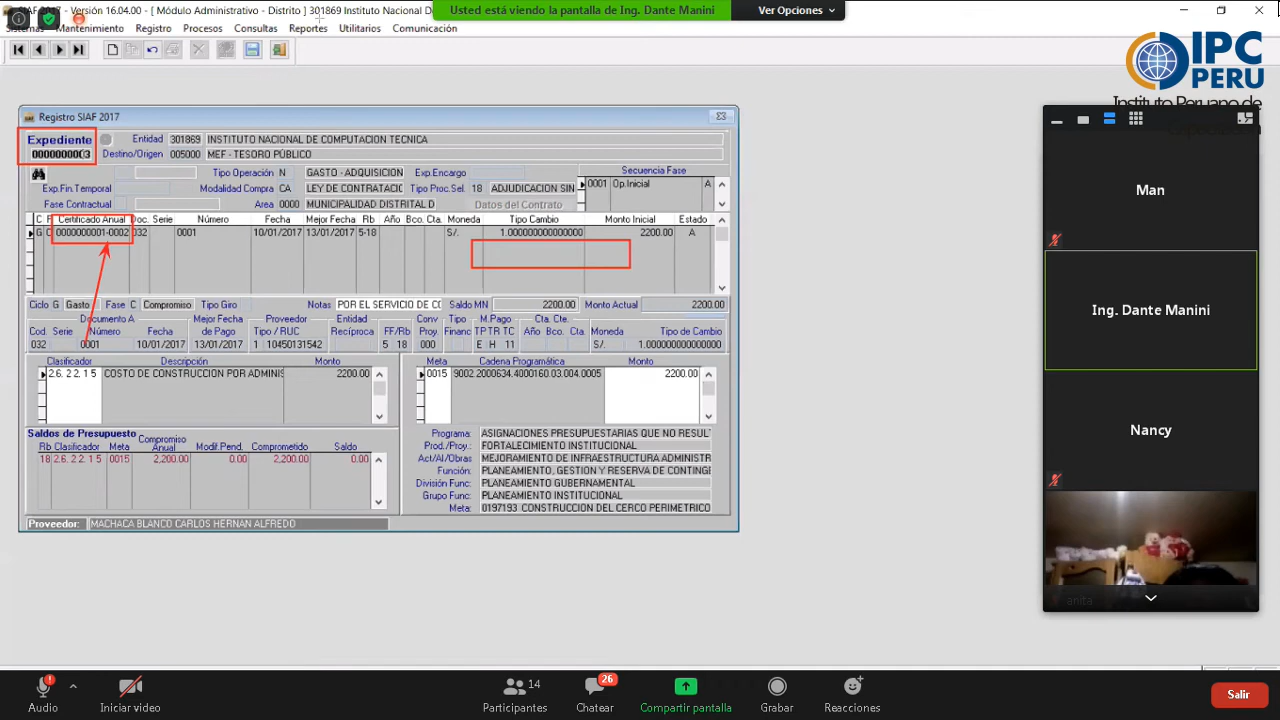 SIAF 2017 - Versión 16.04.00 - [ Módulo Administrativo - Distrito ] 301869 Instituto Nacional De
Usted está viendo la pantalla de Ing. Dante Manini
Ver Opciones
Sistemas Mantenimiento Registro Procesos Consultas Reportes Utilitarios Comunicación
IPC
PERU
Instituto Peruano de
Registro SIAF 2017
Expediente Entidad 301869 INSTITUTO NACIONAL DE COMPUTACION TECNICA
0000000003 Destino/Origen 005000 MEF - TESORO PÚBLICO
Tipo Operación N GASTO - ADQUISICION Exp.Encargo Secuencia Fase
Exp.Fin.Temporal Modalidad Compra CA LEY DE CONTRATACIO Tipo Proc.Sel. 18 ADJUDICACION SIN 0001 Op.Inicial A
Fase Contractual Area 0000 MUNICIPALIDAD DISTRITAL D Datos del Contrato
C F Certificado Anual Doc. Serie Número Fecha Mejor Fecha Rb Año Bco. Cta. Moneda Tipo Cambio Monto Inicial Estado
G C 0000000001-0002 032 0001 10/01/2017 13/01/2017 5-18 S/. 1.00000000000000 2200.00 A
Ciclo G Gasto Fase C Compromiso Tipo Giro Notas POR EL SERVICIO DE CO Saldo MN 2200.00 Monto Actual 2200.00
Documento A Mejor Fecha Proveedor Entidad Conv Tipo M.Pago Cta. Cte.
Cod. Serie Número Fecha de Pago Tipo / RUC Recíproca FF/Rb Proy. Financ TP TR TC Año Bco. Cta. Moneda Tipo de Cambio
032 0001 10/01/2017 13/01/2017 1 10450131542 5 18 000 E H 11 S/. 1.00000000000000
Clasificador Descripción Monto Meta Cadena Programática Monto
2.6. 2 2. 1 5 COSTO DE CONSTRUCCION POR ADMINIS 2200.00 0015 9002.2000634.4000160.03.004.0005 2200.00
Saldos de Presupuesto
Rb Clasificador Meta Compromiso Anual Modif.Pend. Comprometido Saldo
18 2.6. 2 2. 1 5 0015 2,200.00 0.00 2,200.00 0.00
Programa: ASIGNACIONES PRESUPUESTARIAS QUE NO RESUL
Prod./Proy.: FORTALECIMIENTO INSTITUCIONAL
Act/AI/Obras MEJORAMIENTO DE INFRAESTRUCTURA ADMINISTR
Función: PLANEAMIENTO, GESTION Y RESERVA DE CONTINGE
División Func: PLANEAMIENTO GUBERNAMENTAL
Grupo Func: PLANEAMIENTO INSTITUCIONAL
Meta: 0197193 CONSTRUCCION DEL CERCO PERIMETRICO
Proveedor: MACHACA BLANCO CARLOS HERNAN ALFREDO
Man
Ing. Dante Manini
Nancy
anita
Audio
Iniciar video
14
Participantes
26
Chatear
Compartir pantalla
Grabar
Reacciones
Salir